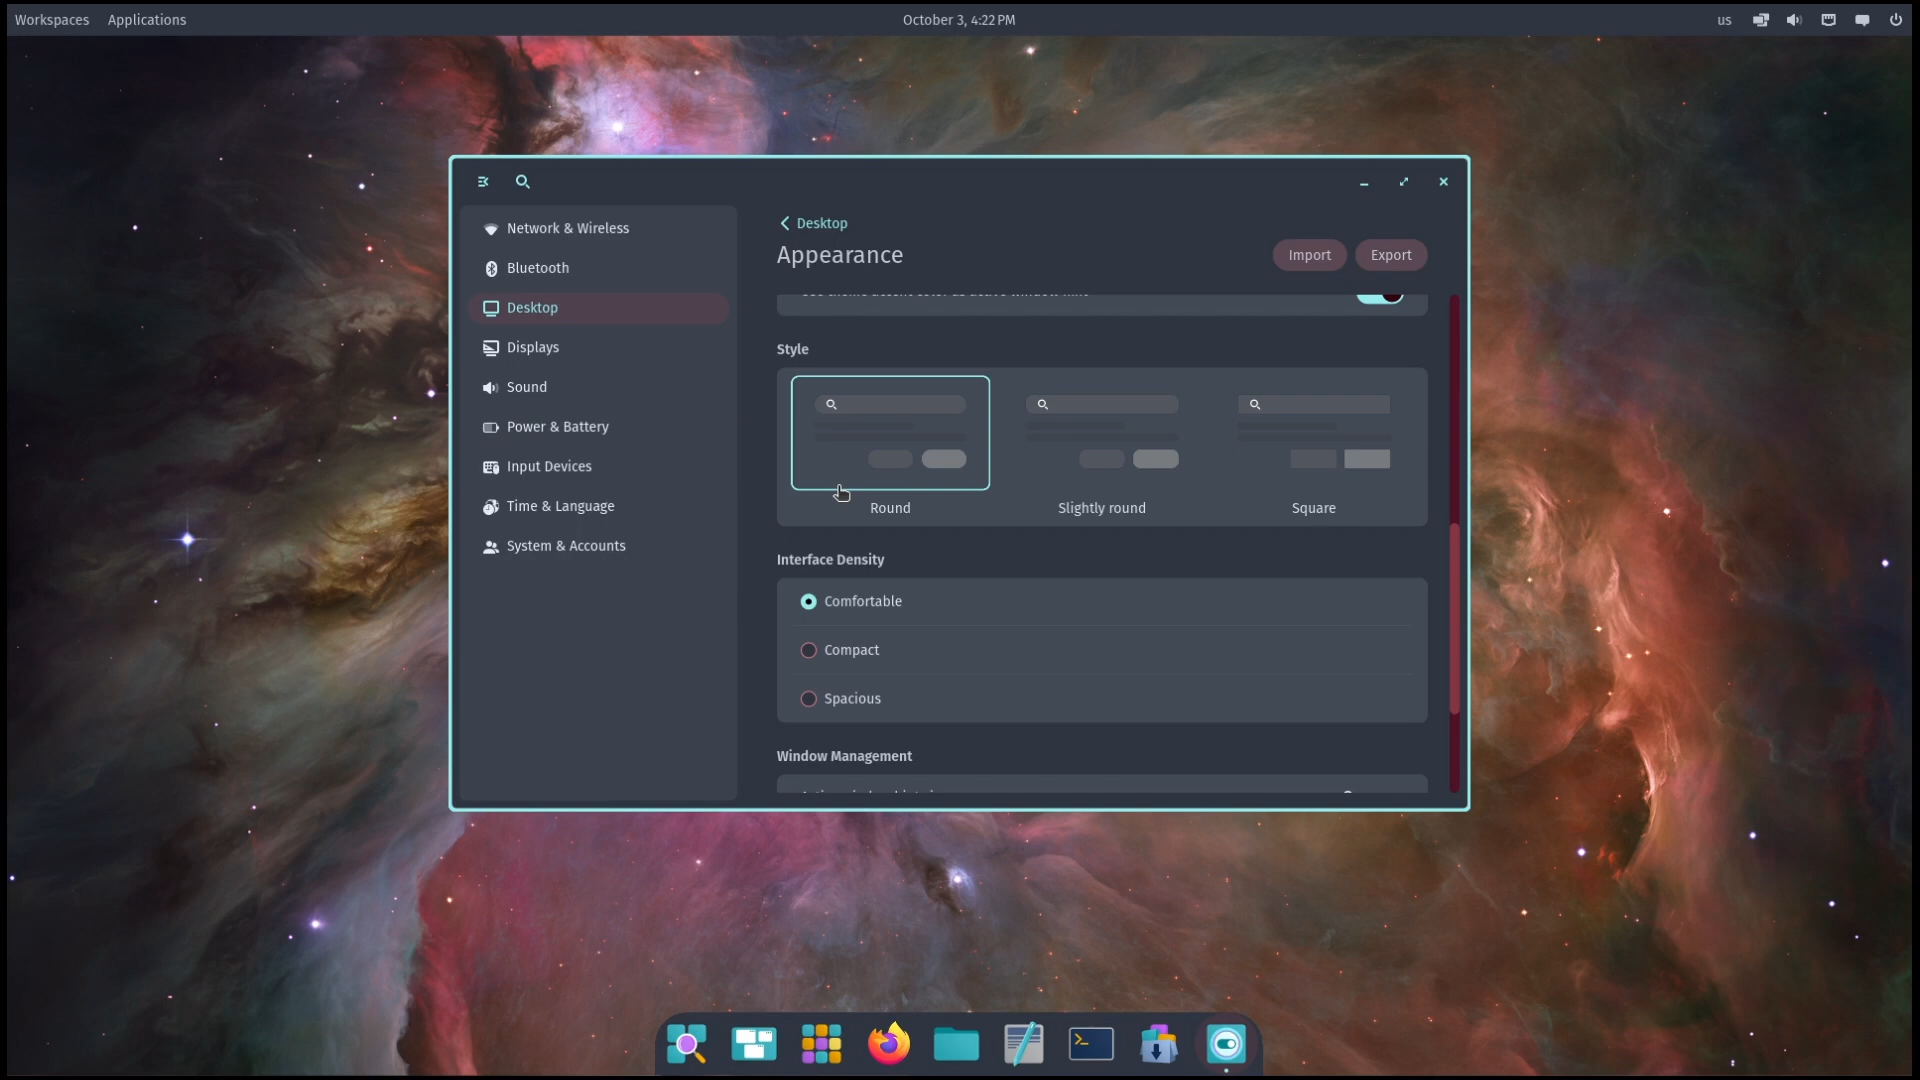 Workspaces Applications October 3, 4:22 PM us
Network & Wireless
Bluetooth
Desktop
Displays
Sound
Power & Battery
Input Devices
Time & Language
System & Accounts
Desktop
Appearance Import Export
Style
Round Slightly round Square
Interface Density
Comfortable
Compact
Spacious
Window Management